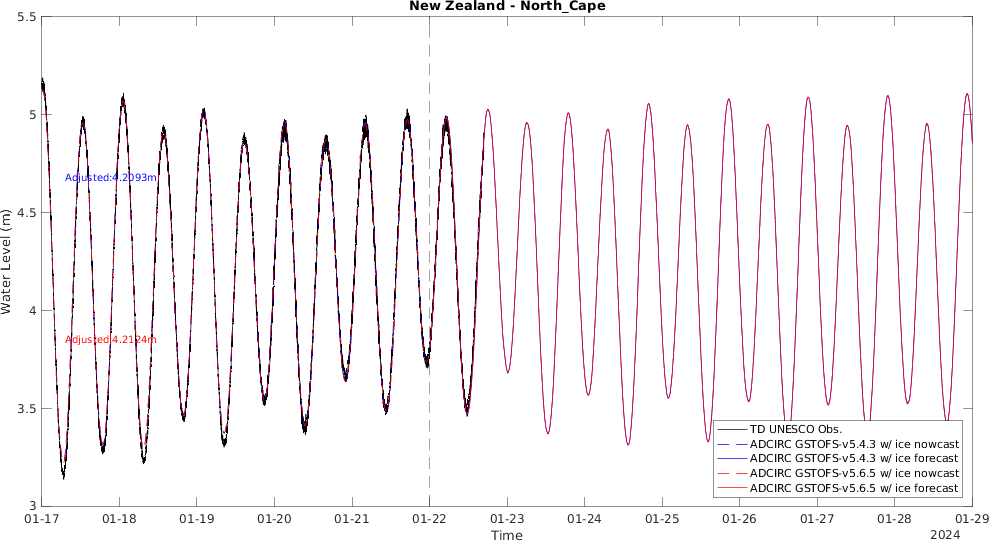 New Zealand - North_Cape
5.5
5
4.5
4
3.5
3
Water Level (m)
Adjusted:4.2093m
Adjusted:4.2124m
TD UNESCO Obs.
ADCIRC GSTOFS-v5.4.3 w/ ice nowcast
ADCIRC GSTOFS-v5.4.3 w/ ice forecast
ADCIRC GSTOFS-v5.6.5 w/ ice nowcast
ADCIRC GSTOFS-v5.6.5 w/ ice forecast
01-17 01-18 01-19 01-20 01-21 01-22 01-23 01-24 01-25 01-26 01-27 01-28 01-29
Time
2024